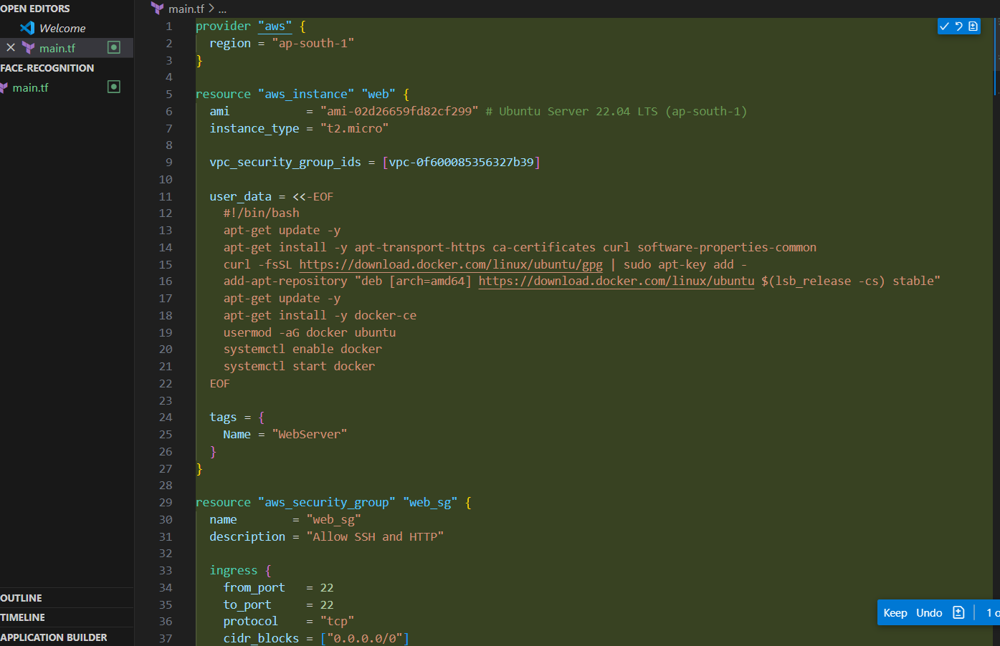 OPEN EDITORS
Welcome
main.tf
FACE-RECOGNITION
main.tf
OUTLINE
TIMELINE
APPLICATION BUILDER
main.tf > ...
1 provider "aws" {
2   region = "ap-south-1"
3 }
4
5 resource "aws_instance" "web" {
6   ami           = "ami-02d26659fd82cf299" # Ubuntu Server 22.04 LTS (ap-south-1)
7   instance_type = "t2.micro"
8
9   vpc_security_group_ids = [vpc-0f600085356327b39]
10
11   user_data = <<-EOF
12     #!/bin/bash
13     apt-get update -y
14     apt-get install -y apt-transport-https ca-certificates curl software-properties-common
15     curl -fsSL https://download.docker.com/linux/ubuntu/gpg | sudo apt-key add -
16     add-apt-repository "deb [arch=amd64] https://download.docker.com/linux/ubuntu $(lsb_release -cs) stable"
17     apt-get update -y
18     apt-get install -y docker-ce
19     usermod -aG docker ubuntu
20     systemctl enable docker
21     systemctl start docker
22   EOF
23
24   tags = {
25     Name = "WebServer"
26   }
27 }
28
29 resource "aws_security_group" "web_sg" {
30   name        = "web_sg"
31   description = "Allow SSH and HTTP"
32
33   ingress {
34     from_port   = 22
35     to_port     = 22
36     protocol    = "tcp"
37     cidr_blocks = ["0.0.0.0/0"]
Keep Undo 1 o